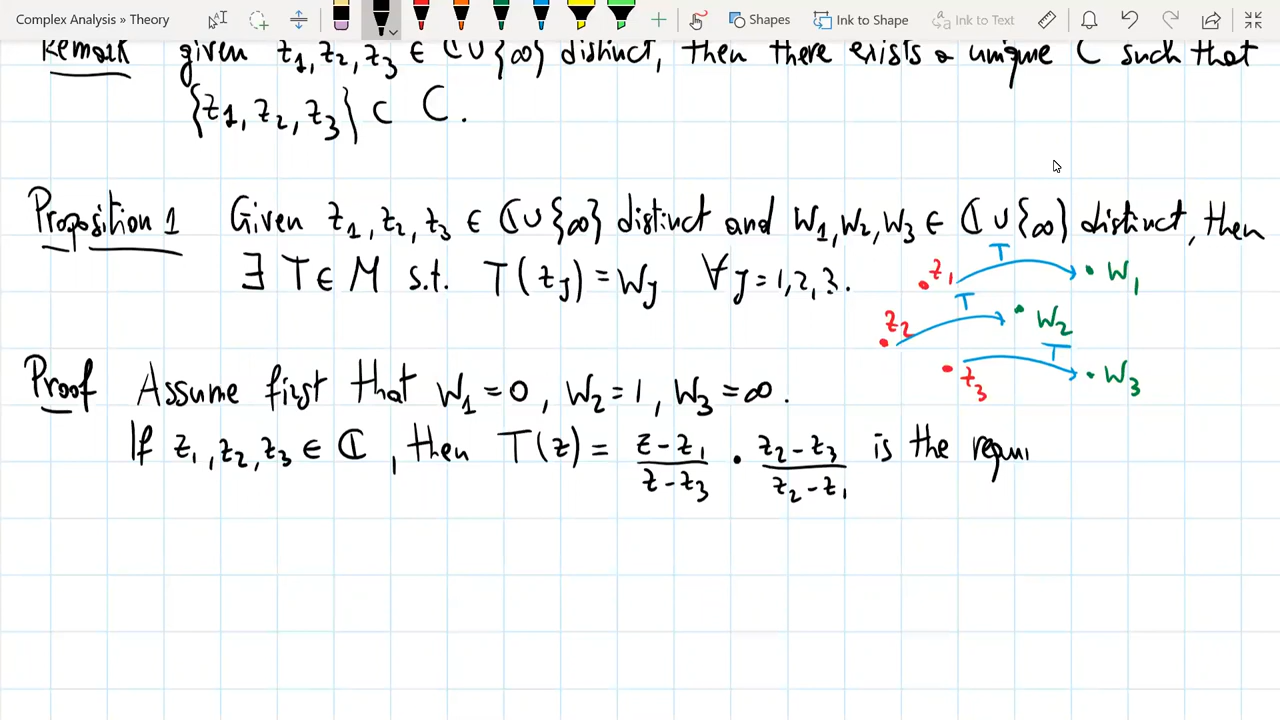 Complex Analysis » Theory
Shapes
Ink to Shape
Ink to Text
Remark given z₁, z₂, z₃ ∈ ℂ∪{∞} distinct, then there exists a unique C such that
{z₁, z₂, z₃} ⊂ C.
Proposition 1 Given z₁, z₂, z₃ ∈ ℂ∪{∞} distinct and w₁, w₂, w₃ ∈ ℂ∪{∞} distinct, then
∃ T ∈ M s.t. T(z_j) = w_j ∀ j = 1, 2, 3.
z₁ T w₁
z₂ T w₂
z₃ T w₃
Proof Assume first that w₁ = 0, w₂ = 1, w₃ = ∞.
If z₁, z₂, z₃ ∈ ℂ, then T(z) = (z - z₁)/(z - z₃) · (z₂ - z₃)/(z₂ - z₁) is the requi